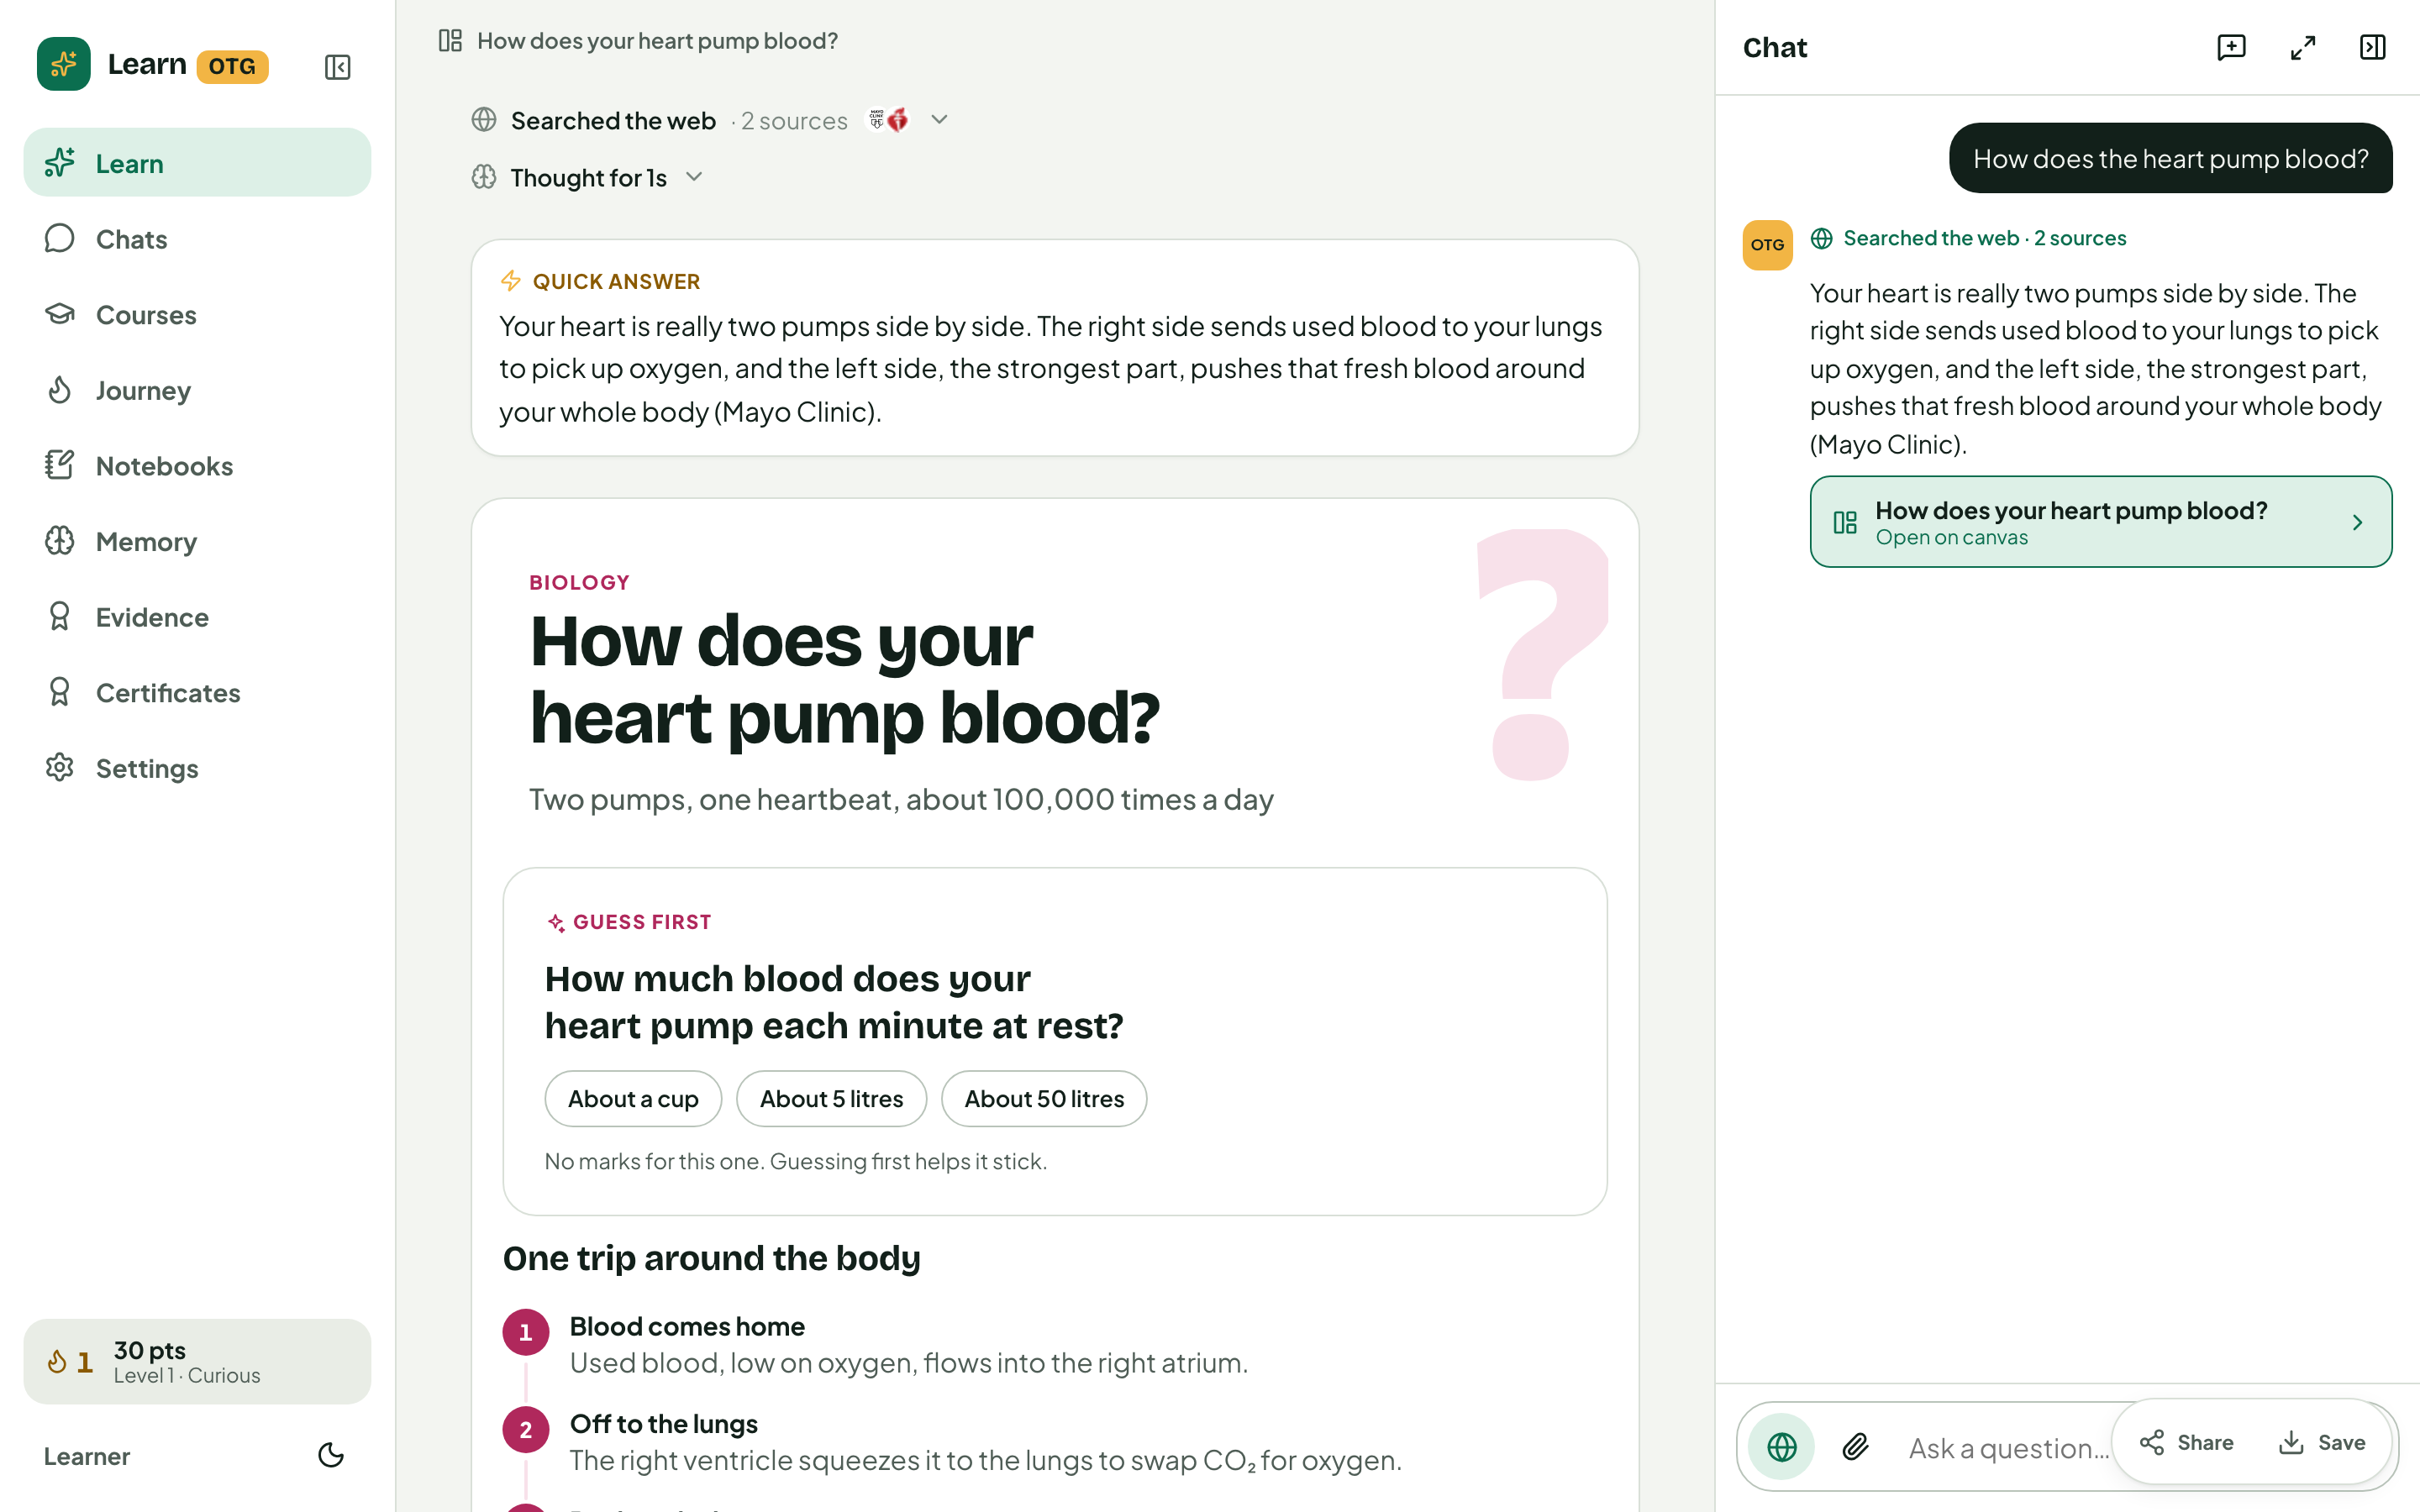 Learn OTG
Learn
Chats
Courses
Journey
Notebooks
Memory
Evidence
Certificates
Settings
1
30 pts
Level 1 · Curious
Learner
How does your heart pump blood?
Searched the web · 2 sources
Thought for 1s
QUICK ANSWER
Your heart is really two pumps side by side. The right side sends used blood to your lungs
to pick up oxygen, and the left side, the strongest part, pushes that fresh blood around
your whole body (Mayo Clinic).
BIOLOGY
How does your
heart pump blood?
Two pumps, one heartbeat, about 100,000 times a day
?
GUESS FIRST
How much blood does your
heart pump each minute at rest?
About a cup
About 5 litres
About 50 litres
No marks for this one. Guessing first helps it stick.
One trip around the body
1
Blood comes home
Used blood, low on oxygen, flows into the right atrium.
2
Off to the lungs
The right ventricle squeezes it to the lungs to swap CO₂ for oxygen.
Chat
How does the heart pump blood?
OTG
Searched the web · 2 sources
Your heart is really two pumps side by side. The
right side sends used blood to your lungs to pick
up oxygen, and the left side, the strongest part,
pushes that fresh blood around your whole body
(Mayo Clinic).
How does your heart pump blood?
Open on canvas
Ask a question...
Share
Save